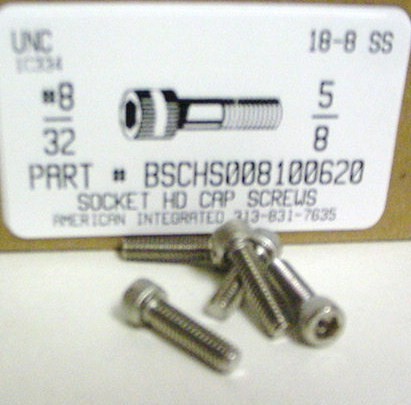 UNC 18-8 SS
1C334
#8 5
32 8
PART # BSCHS008100620
SOCKET HD CAP SCREWS
AMERICAN INTEGRATED 313-831-7635